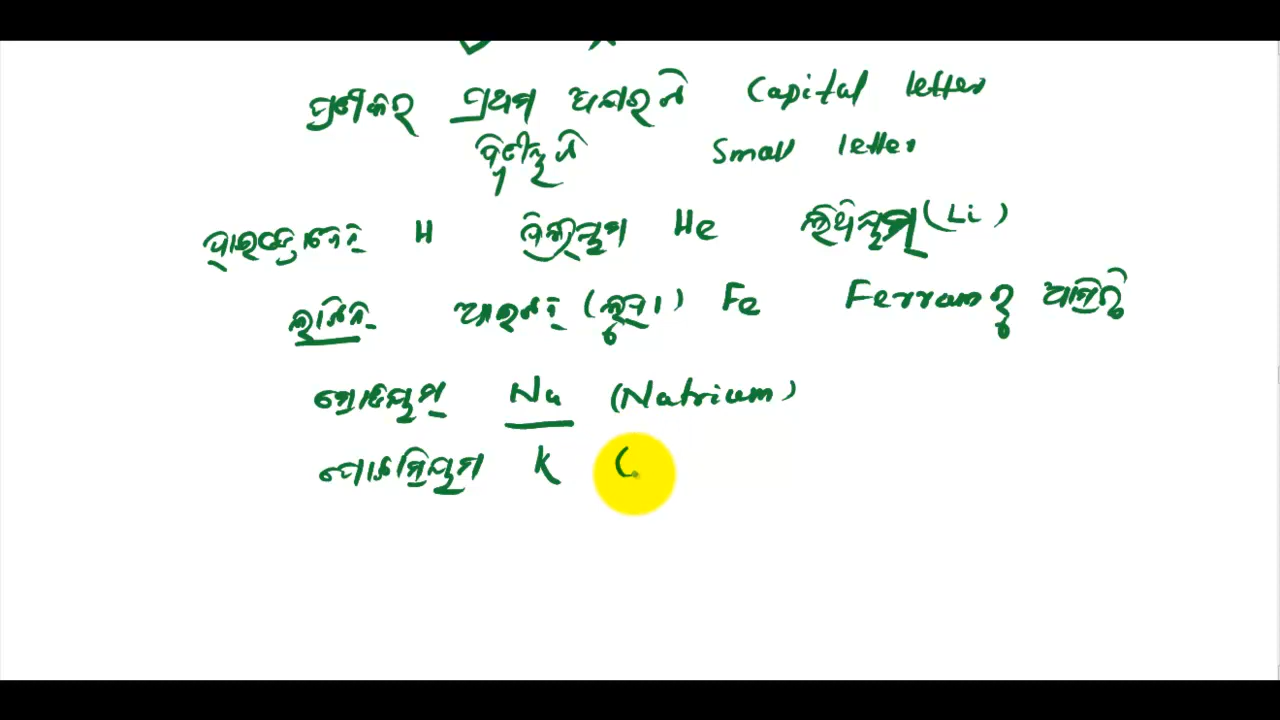 ପ୍ରତୀକର ପ୍ରଥମ ଅକ୍ଷରଟି Capital letter
ଦ୍ବିତୀୟଟି Small letter
ହାଇଡ୍ରୋଜେନ୍ H ହିଲିୟମ He ଲିଥିୟମ୍ (Li)
ଲାଟିନ୍ ଆଇରନ୍ (ଲୁହା) Fe Ferramରୁ ଆସିଛି
ସୋଡିୟମ୍ Na (Natrium)
ପୋଟାସିୟମ K (